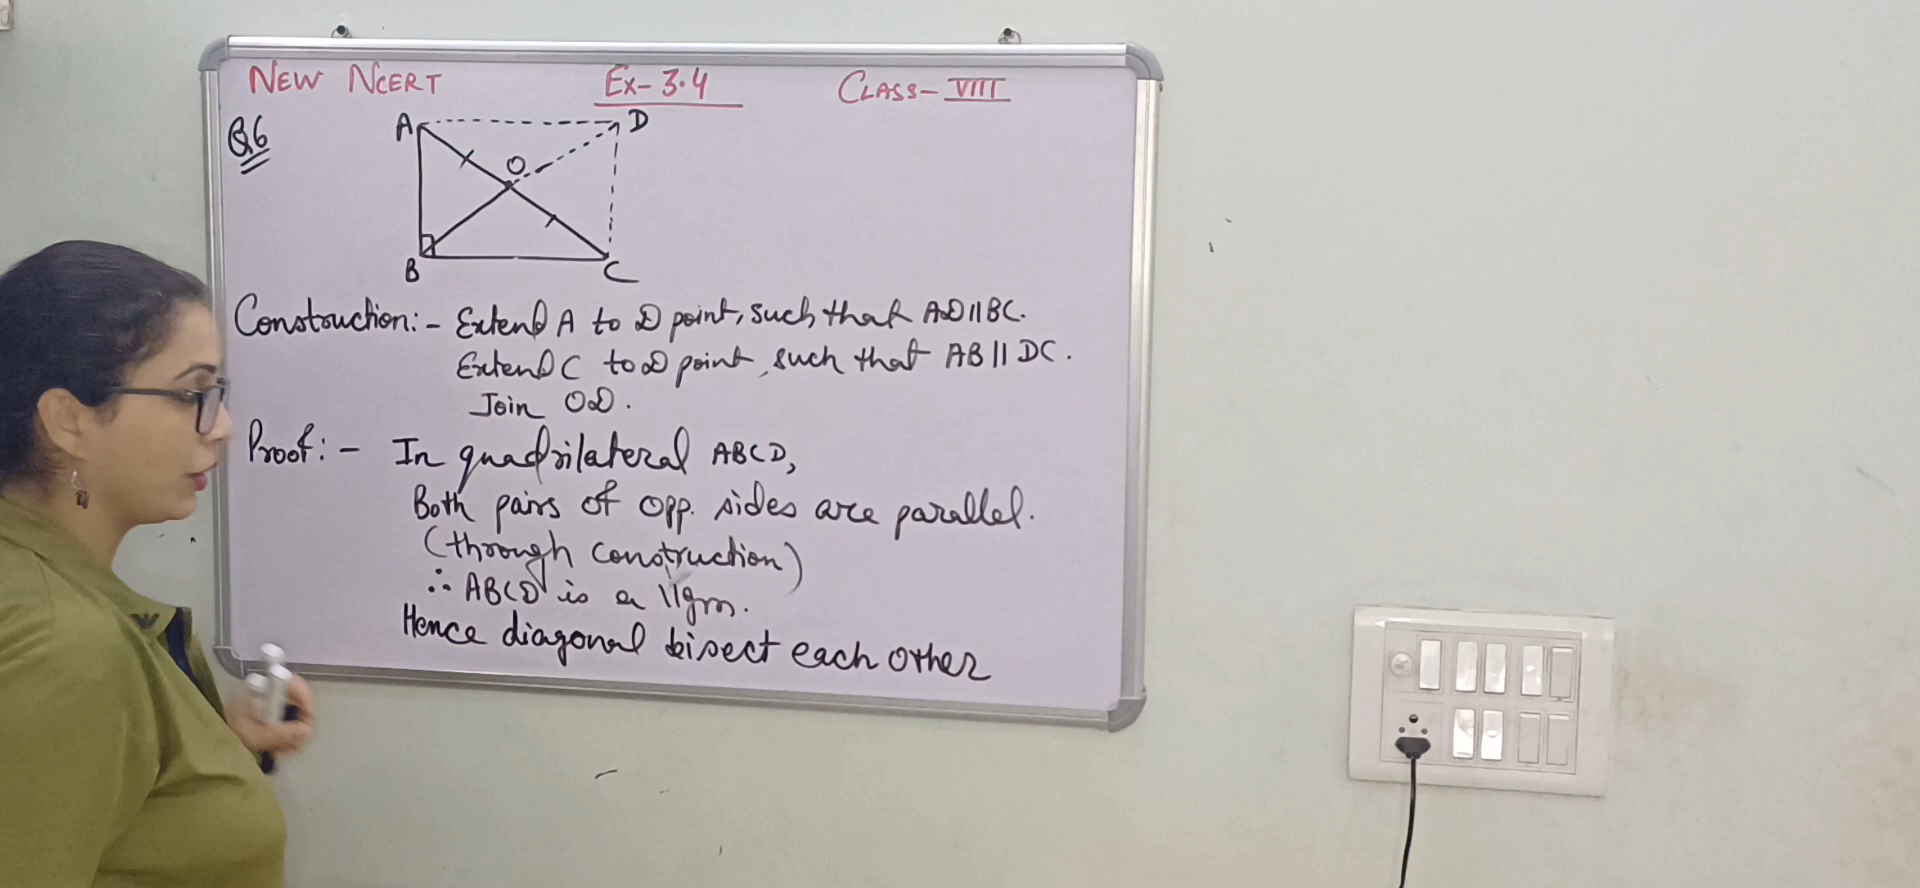 NEW NCERT Ex-3.4 CLASS-VIII
Q.6
A D
O
B C
Construction:- Extend A to D point, such that AD||BC.
Extend C to D point, such that AB || DC.
Join OD.
Proof:- In quadrilateral ABCD,
Both pairs of opp. sides are parallel.
(through construction)
∴ ABCD is a ||gm.
Hence diagonal bisect each other